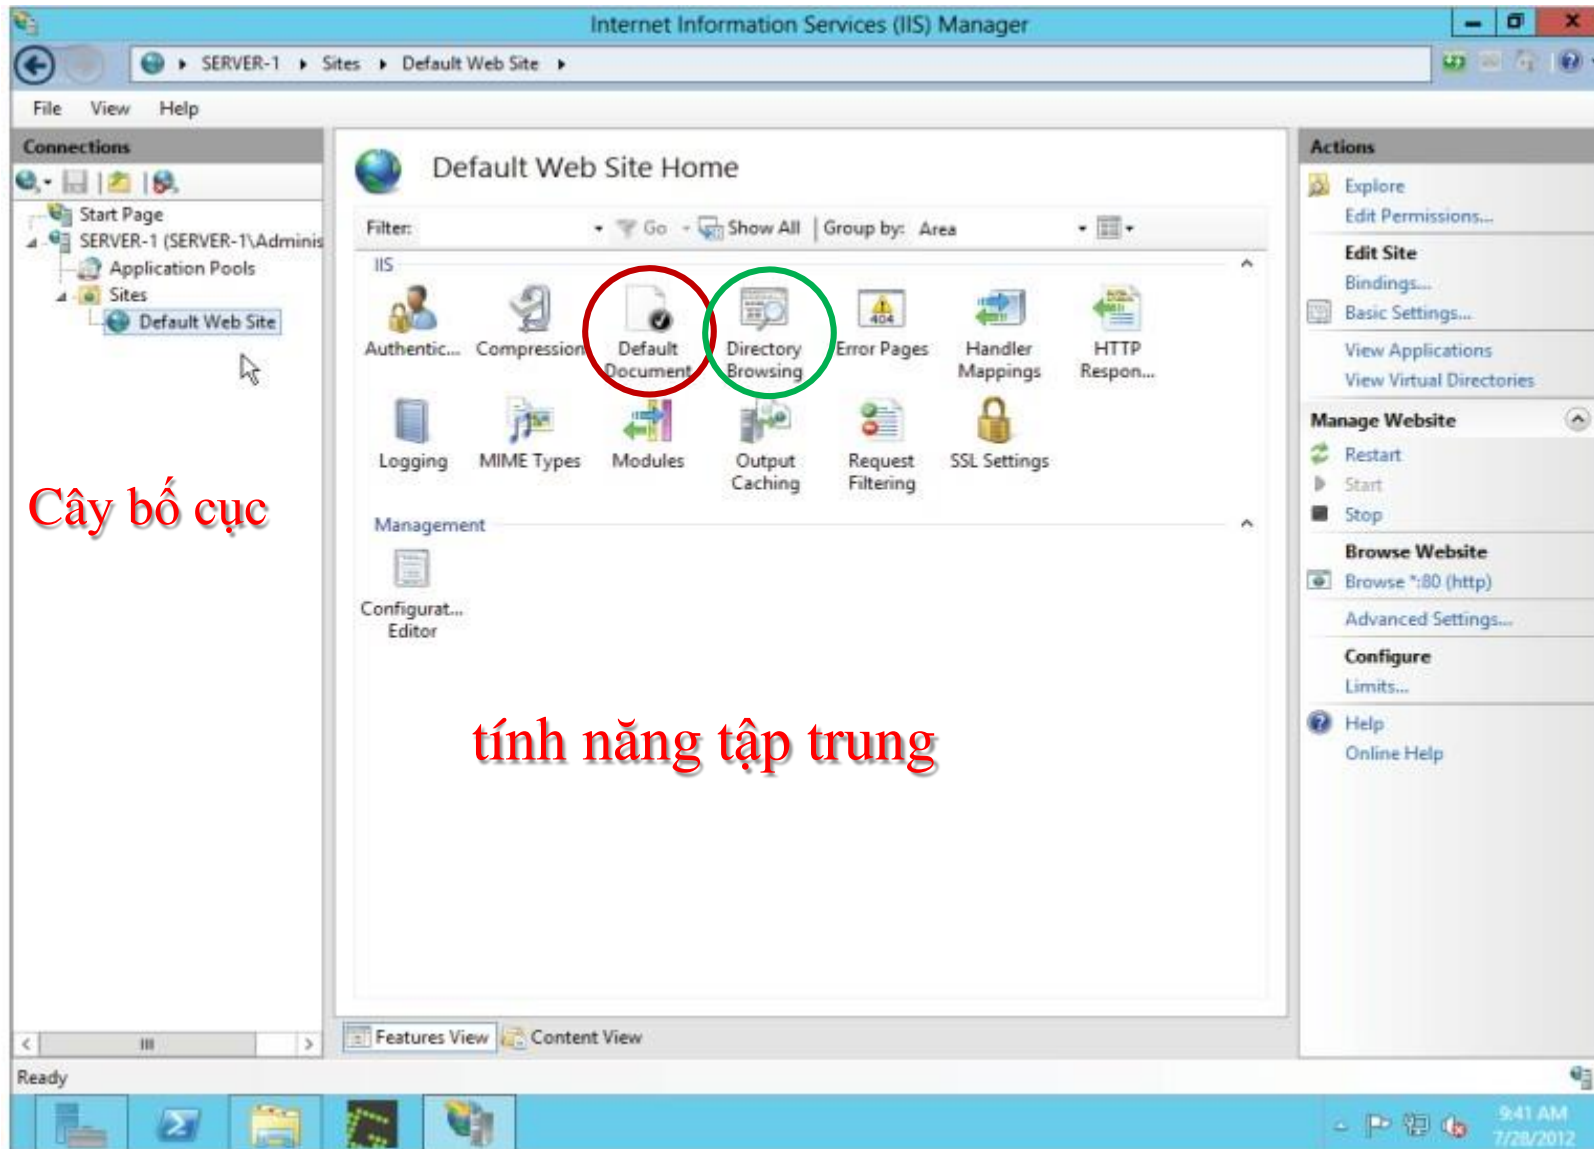 Internet Information Services (IIS) Manager
SERVER-1 Sites Default Web Site
File View Help
Connections
Start Page
SERVER-1 (SERVER-1\Adminis
Application Pools
Sites
Default Web Site
Cây bố cục
Default Web Site Home
Filter: Go Show All Group by: Area
IIS
Authentic... Compression Default Document Directory Browsing Error Pages Handler Mappings HTTP Respon...
404
Logging MIME Types Modules Output Caching Request Filtering SSL Settings
Management
Configurat...
Editor
tính năng tập trung
Features View Content View
Actions
Explore
Edit Permissions...
Edit Site
Bindings...
Basic Settings...
View Applications
View Virtual Directories
Manage Website
Restart
Start
Stop
Browse Website
Browse *:80 (http)
Advanced Settings...
Configure
Limits...
Help
Online Help
Ready
9:41 AM
7/28/2012